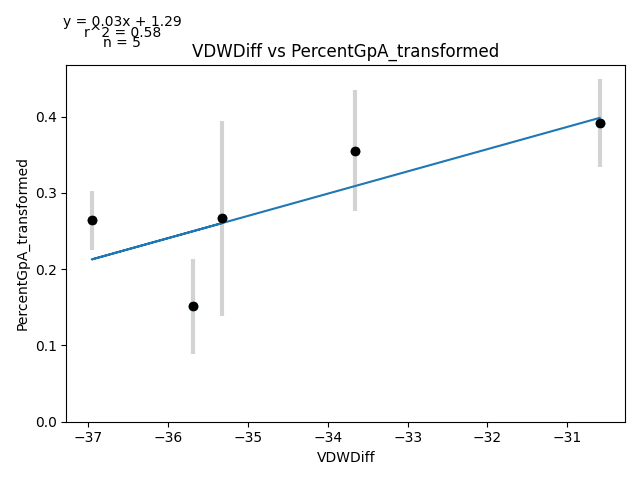 y = 0.03x + 1.29
r^2 = 0.58
n = 5
VDWDiff vs PercentGpA_transformed
PercentGpA_transformed
0.4
0.3
0.2
0.1
0.0
−37 −36 −35 −34 −33 −32 −31
VDWDiff